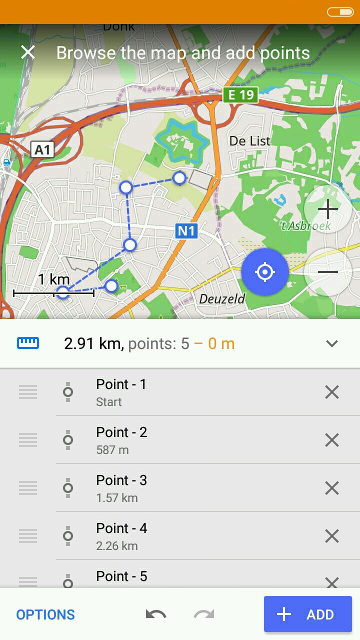 Donk
Browse the map and add points
E 19
A1
De List
't Asbroek
N1
1 km
Deuzeld
2.91 km, points: 5 – 0 m
Point - 1
Start
Point - 2
587 m
Point - 3
1.57 km
Point - 4
2.26 km
Point - 5
OPTIONS
ADD